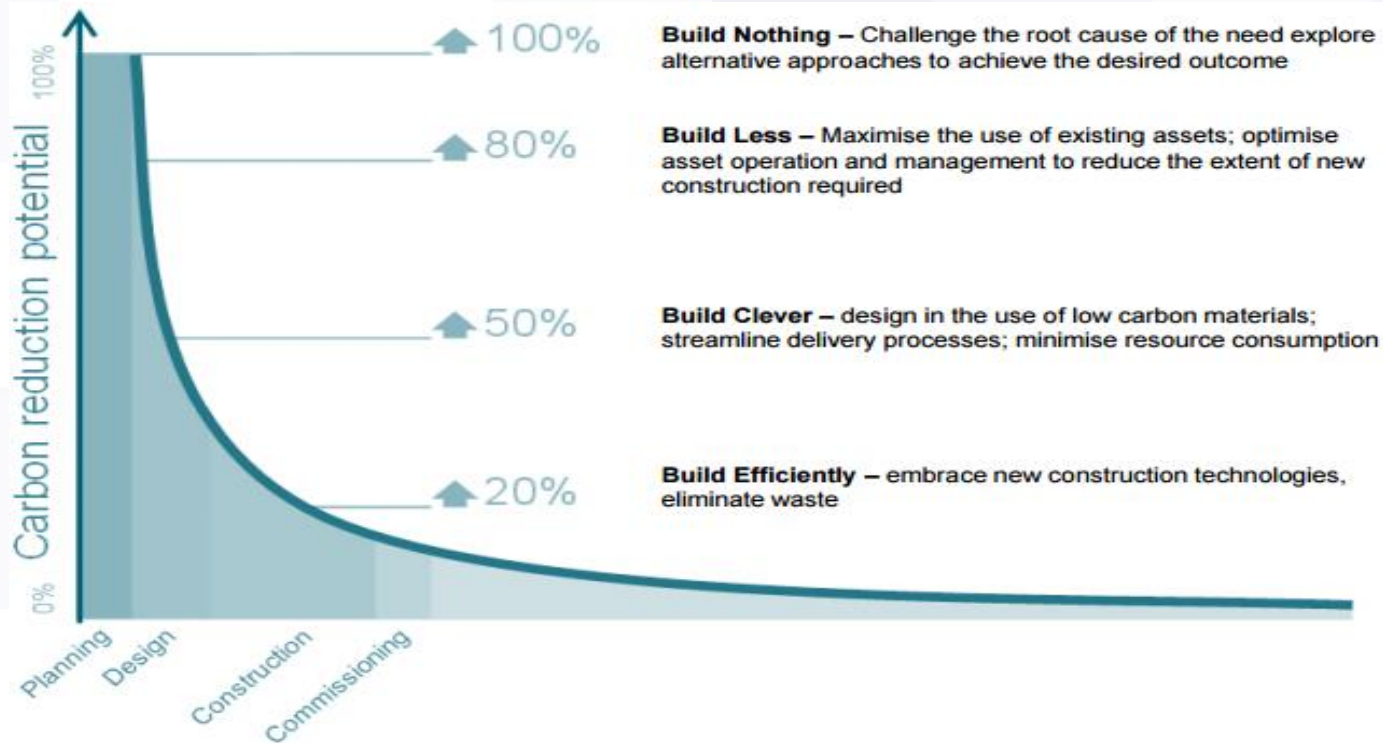 100%
Build Nothing – Challenge the root cause of the need explore
alternative approaches to achieve the desired outcome
80%
Build Less – Maximise the use of existing assets; optimise
asset operation and management to reduce the extent of new
construction required
50%
Build Clever – design in the use of low carbon materials;
streamline delivery processes; minimise resource consumption
20%
Build Efficiently – embrace new construction technologies,
eliminate waste
100%
Carbon reduction potential
0%
Planning
Design
Construction
Commissioning